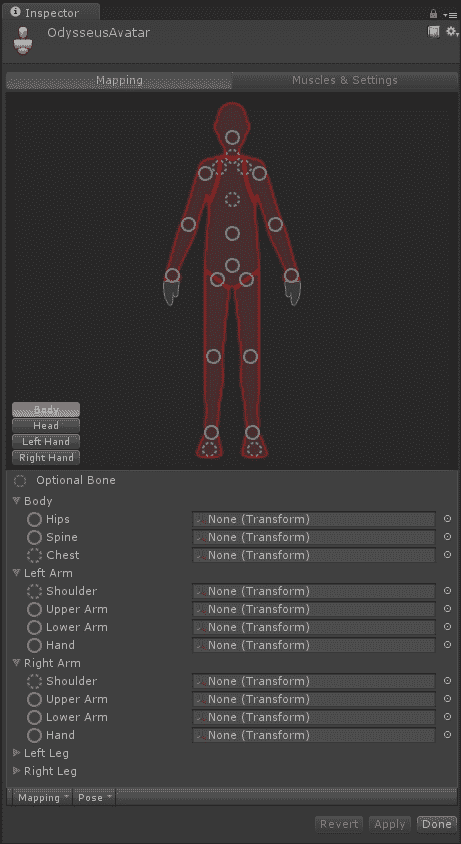 Inspector
OdysseusAvatar
Mapping
Muscles & Settings
Body
Head
Left Hand
Right Hand
Optional Bone
Body
Hips None (Transform)
Spine None (Transform)
Chest None (Transform)
Left Arm
Shoulder None (Transform)
Upper Arm None (Transform)
Lower Arm None (Transform)
Hand None (Transform)
Right Arm
Shoulder None (Transform)
Upper Arm None (Transform)
Lower Arm None (Transform)
Hand None (Transform)
Left Leg
Right Leg
Mapping Pose
Revert Apply Done